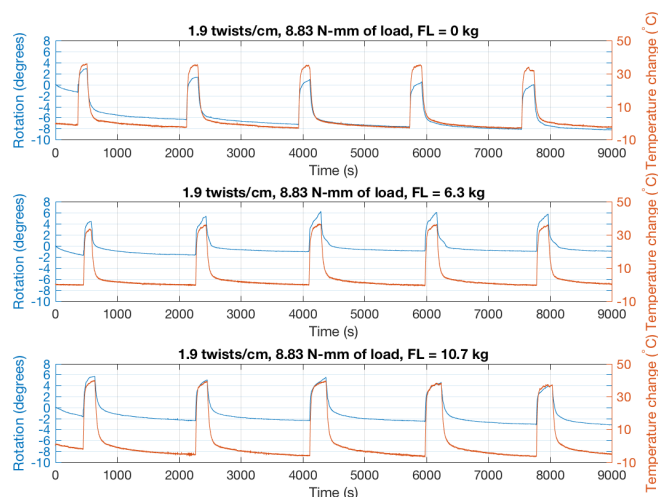 1.9 twists/cm, 8.83 N-mm of load, FL = 0 kg
Rotation (degrees)
8
6
4
2
0
-2
-4
-6
-8
-10
50
30
10
-10
Temperature change (°C)
0 1000 2000 3000 4000 5000 6000 7000 8000 9000
Time (s)
1.9 twists/cm, 8.83 N-mm of load, FL = 6.3 kg
Rotation (degrees)
8
6
4
2
0
-2
-4
-6
-8
-10
50
30
10
-10
Temperature change (°C)
0 1000 2000 3000 4000 5000 6000 7000 8000 9000
Time (s)
1.9 twists/cm, 8.83 N-mm of load, FL = 10.7 kg
Rotation (degrees)
8
6
4
2
0
-2
-4
-6
-8
-10
50
30
10
-10
Temperature change (°C)
0 1000 2000 3000 4000 5000 6000 7000 8000 9000
Time (s)